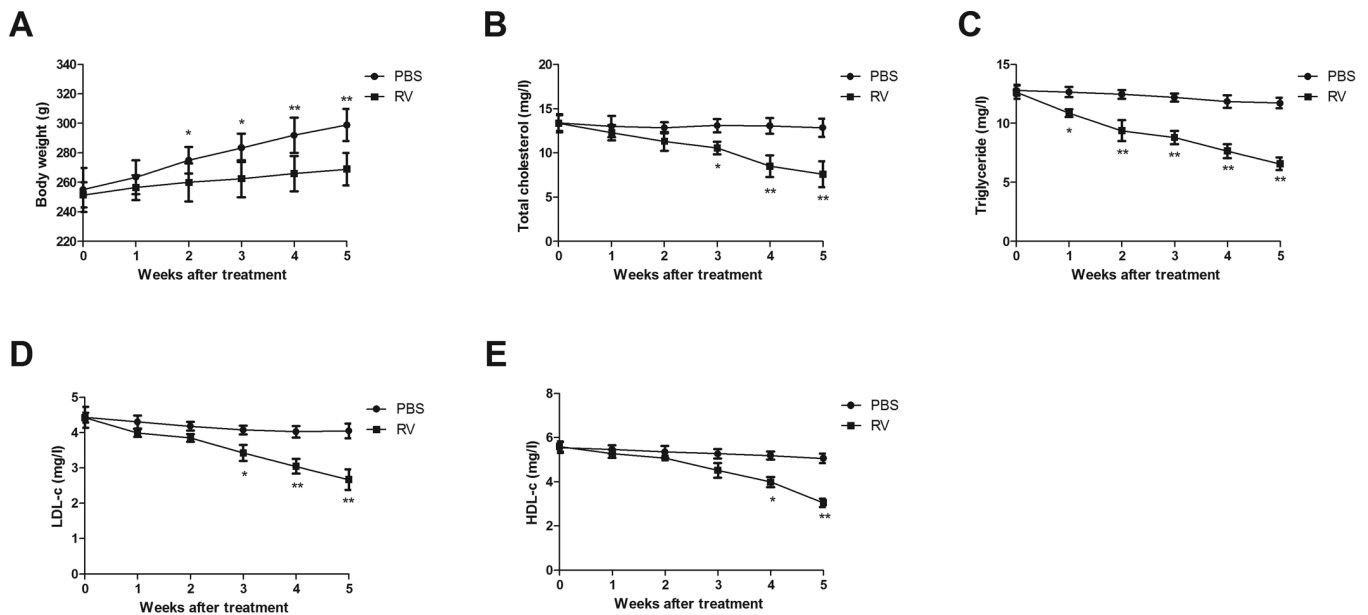 A
Body weight (g)
340
320
300
280
260
240
220
* * ** **
0 1 2 3 4 5
Weeks after treatment
PBS
RV
B
Total cholesterol (mg/l)
20
15
10
5
0
* ** **
0 1 2 3 4 5
Weeks after treatment
PBS
RV
C
Triglyceride (mg/l)
15
10
5
0
* ** ** ** **
0 1 2 3 4 5
Weeks after treatment
PBS
RV
D
LDL-c (mg/l)
5
4
3
2
1
0
* ** **
0 1 2 3 4 5
Weeks after treatment
PBS
RV
E
HDL-c (mg/l)
8
6
4
2
0
* **
0 1 2 3 4 5
Weeks after treatment
PBS
RV